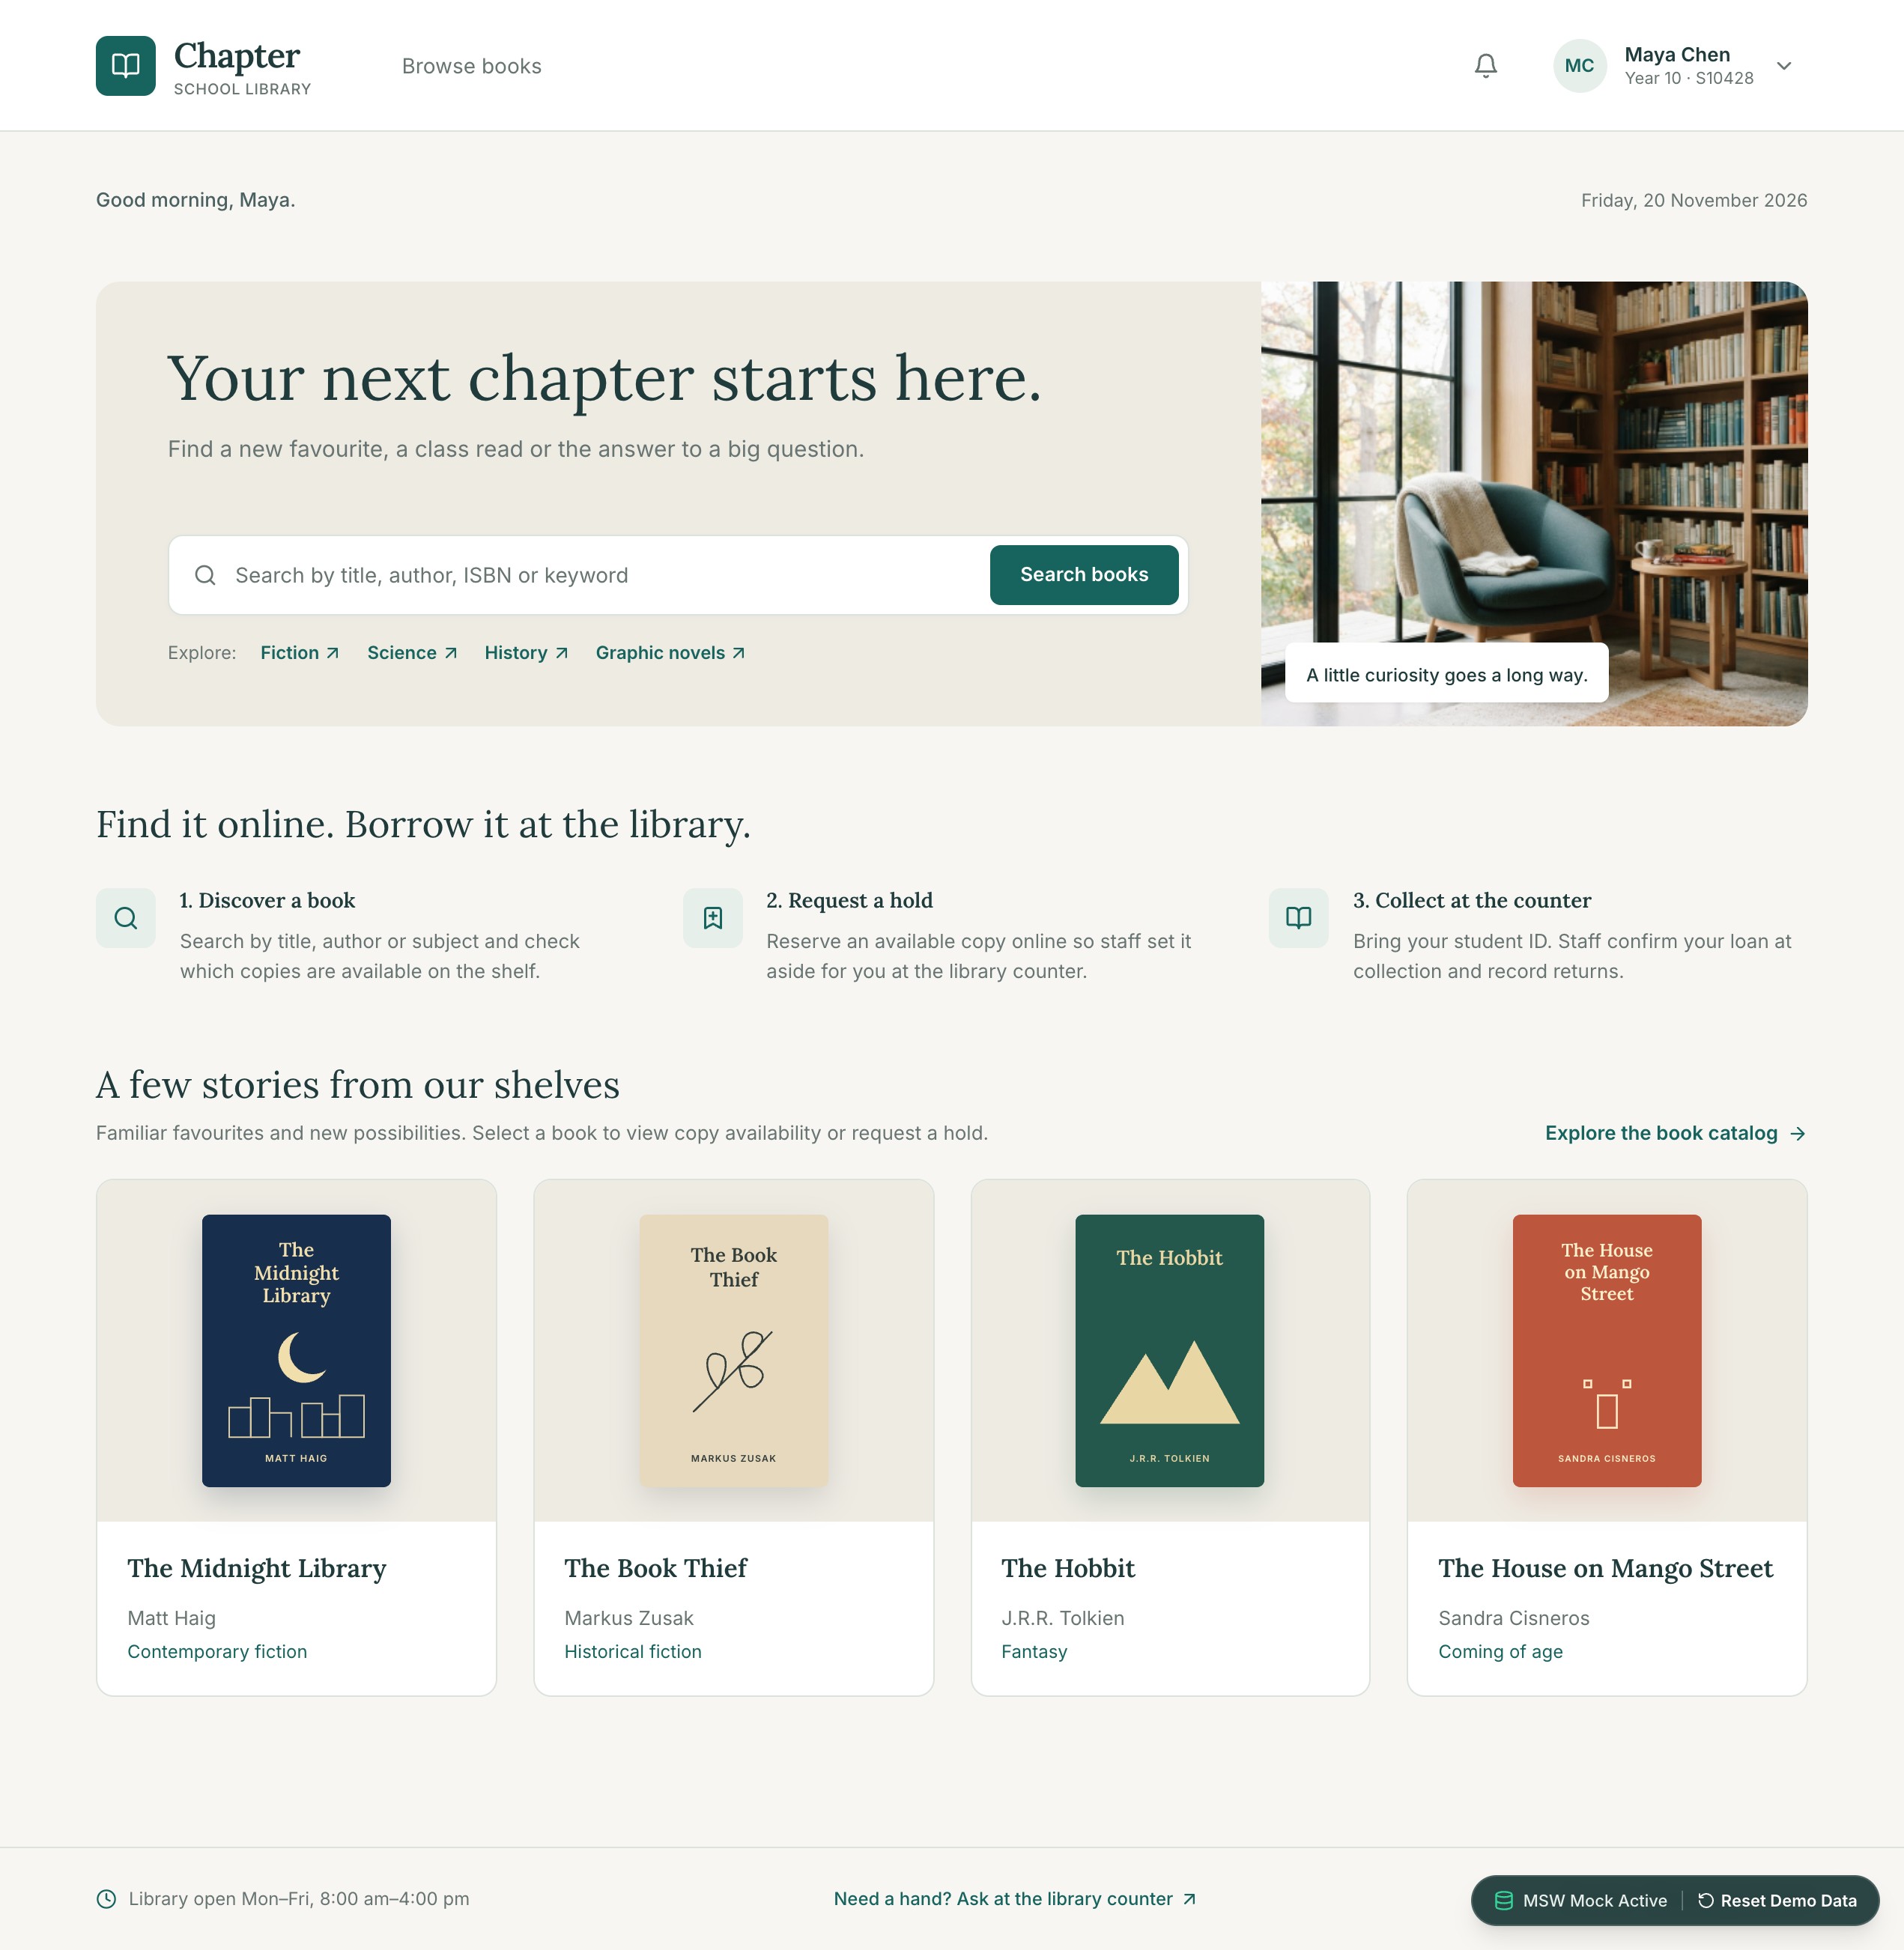 Chapter
SCHOOL LIBRARY
Browse books
MC
Maya Chen
Year 10 · S10428
Good morning, Maya.
Friday, 20 November 2026
Your next chapter starts here.
Find a new favourite, a class read or the answer to a big question.
Search by title, author, ISBN or keyword
Search books
Explore:
Fiction
Science
History
Graphic novels
A little curiosity goes a long way.
Find it online. Borrow it at the library.
1. Discover a book
Search by title, author or subject and check
which copies are available on the shelf.
2. Request a hold
Reserve an available copy online so staff set it
aside for you at the library counter.
3. Collect at the counter
Bring your student ID. Staff confirm your loan at
collection and record returns.
A few stories from our shelves
Familiar favourites and new possibilities. Select a book to view copy availability or request a hold.
Explore the book catalog
The
Midnight
Library
MATT HAIG
The Midnight Library
Matt Haig
Contemporary fiction
The Book
Thief
MARKUS ZUSAK
The Book Thief
Markus Zusak
Historical fiction
The Hobbit
J.R.R. TOLKIEN
The Hobbit
J.R.R. Tolkien
Fantasy
The House
on Mango
Street
SANDRA CISNEROS
The House on Mango Street
Sandra Cisneros
Coming of age
Library open Mon–Fri, 8:00 am–4:00 pm
Need a hand? Ask at the library counter
MSW Mock Active
Reset Demo Data